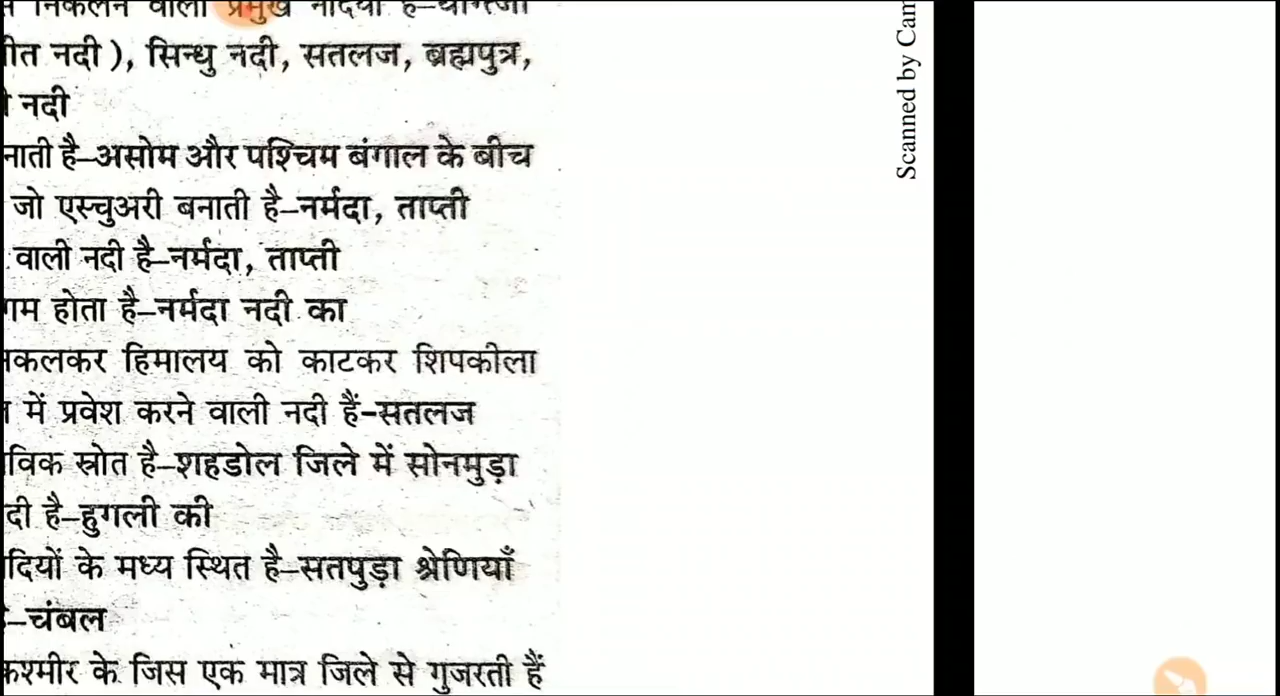 प्रमुख
नदी), सिन्धु नदी, सतलज, ब्रह्मपुत्र,
नदी
है–असोम और पश्चिम बंगाल के बीच
जो एस्चुअरी बनाती है–नर्मदा, ताप्ती
वाली नदी है–नर्मदा, ताप्ती
होता है–नर्मदा नदी का
हिमालय को काटकर शिपकीला
में प्रवेश करने वाली नदी हैं-सतलज
स्रोत है–शहडोल जिले में सोनमुड़ा
है–हुगली की
के मध्य स्थित है–सतपुड़ा श्रेणियाँ
–चंबल
के जिस एक मात्र जिले से गुजरती हैं
Scanned by Cam